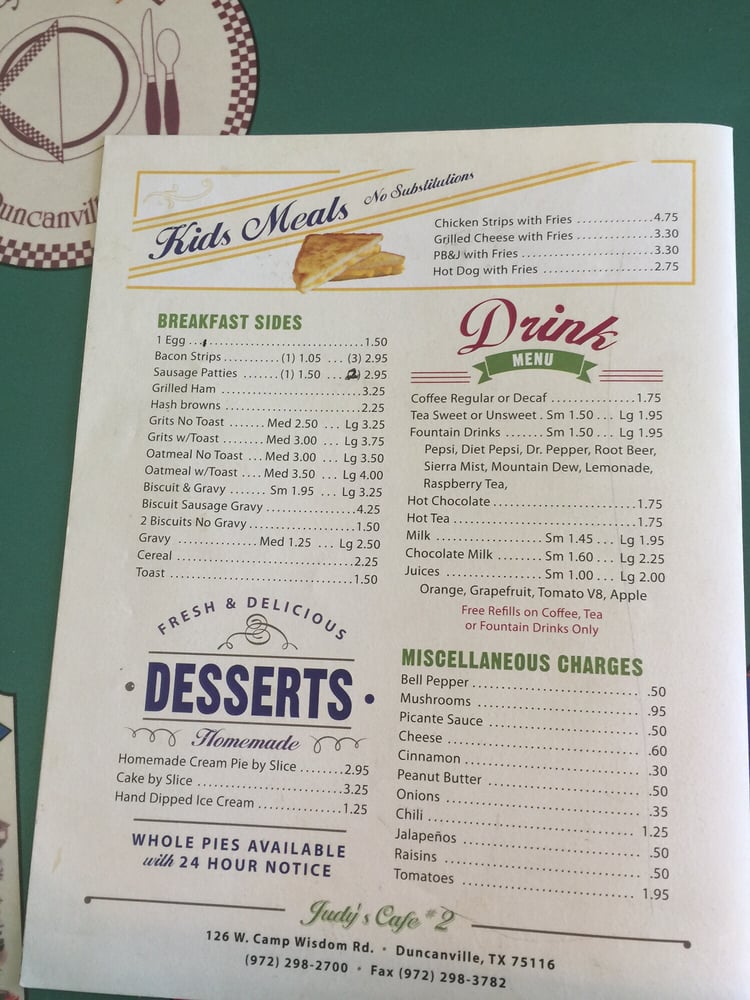 Duncanvill
Kids Meals No Substitutions
Chicken Strips with Fries .............4.75
Grilled Cheese with Fries .............3.30
PB&J with Fries .......................3.30
Hot Dog with Fries ...................2.75
BREAKFAST SIDES
1 Egg ....................................1.50
Bacon Strips ...........(1) 1.05 ... (3) 2.95
Sausage Patties .......(1) 1.50 ... (2) 2.95
Grilled Ham ..............................3.25
Hash browns ............................2.25
Grits No Toast ....... Med 2.50 ... Lg 3.25
Grits w/Toast ........ Med 3.00 ... Lg 3.75
Oatmeal No Toast ... Med 3.00 ... Lg 3.50
Oatmeal w/Toast .... Med 3.50 ... Lg 4.00
Biscuit & Gravy ....... Sm 1.95 ... Lg 3.25
Biscuit Sausage Gravy ..................4.25
2 Biscuits No Gravy ......................1.50
Gravy ................ Med 1.25 ... Lg 2.50
Cereal .....................................2.25
Toast ......................................1.50
Drink
MENU
Coffee Regular or Decaf ......................1.75
Tea Sweet or Unsweet . Sm 1.50 ... Lg 1.95
Fountain Drinks ....... Sm 1.50 ... Lg 1.95
Pepsi, Diet Pepsi, Dr. Pepper, Root Beer,
Sierra Mist, Mountain Dew, Lemonade,
Raspberry Tea,
Hot Chocolate .............................1.75
Hot Tea ....................................1.75
Milk .................... Sm 1.45 ... Lg 1.95
Chocolate Milk ........ Sm 1.60 ... Lg 2.25
Juices .................. Sm 1.00 ... Lg 2.00
Orange, Grapefruit, Tomato V8, Apple
Free Refills on Coffee, Tea
or Fountain Drinks Only
FRESH & DELICIOUS
DESSERTS
Homemade
Homemade Cream Pie by Slice ........2.95
Cake by Slice ............................3.25
Hand Dipped Ice Cream ...............1.25
WHOLE PIES AVAILABLE
with 24 HOUR NOTICE
MISCELLANEOUS CHARGES
Bell Pepper ................................ .50
Mushrooms ................................ .95
Picante Sauce .............................. .50
Cheese ..................................... .60
Cinnamon .................................. .30
Peanut Butter .............................. .50
Onions ..................................... .35
Chili ....................................... 1.25
Jalapeños .................................. .50
Raisins ..................................... .50
Tomatoes .................................. 1.95
Judy's Cafe #2
126 W. Camp Wisdom Rd. • Duncanville, TX 75116
(972) 298-2700 • Fax (972) 298-3782